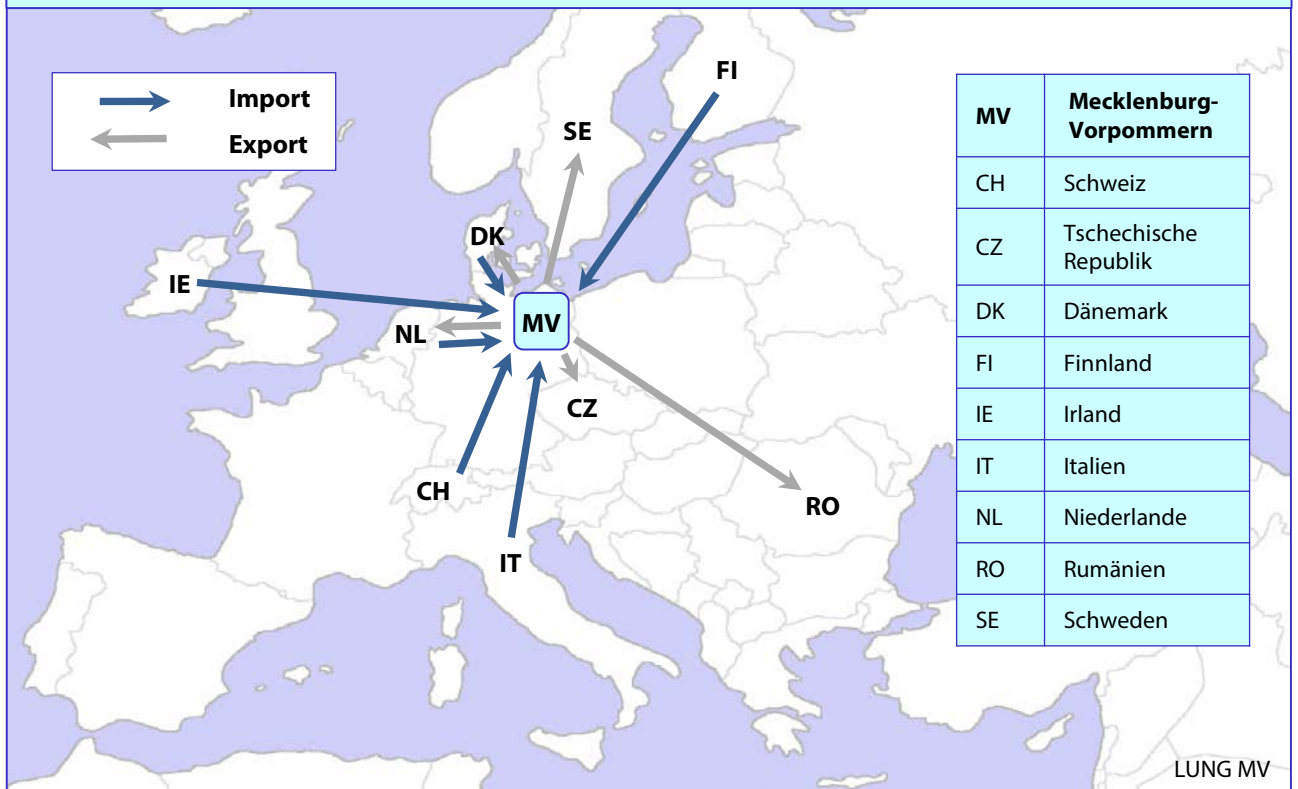 Import
Export
FI
SE
DK
IE
NL
MV
CZ
CH
RO
IT
MV Mecklenburg-
Vorpommern
CH Schweiz
CZ Tschechische
Republik
DK Dänemark
FI Finnland
IE Irland
IT Italien
NL Niederlande
RO Rumänien
SE Schweden
LUNG MV